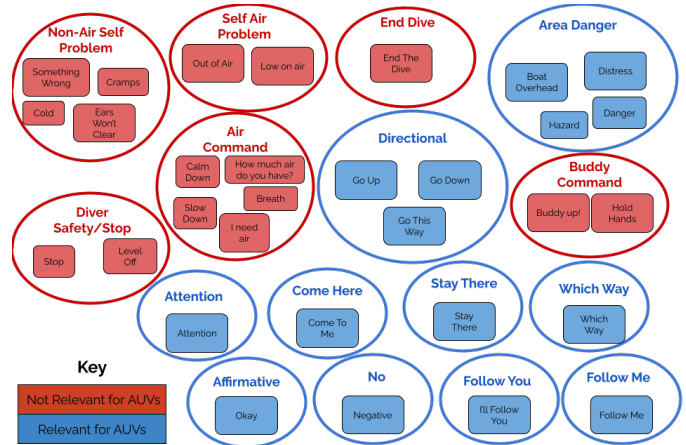 Non-Air Self
Problem
Something
Wrong
Cramps
Cold
Ears
Won't
Clear
Self Air
Problem
Out of Air
Low on air
End Dive
End The
Dive
Area Danger
Boat
Overhead
Distress
Hazard
Danger
Air
Command
Calm
Down
How much air
do you have?
Breath
Slow
Down
I need
air
Directional
Go Up
Go Down
Go This
Way
Buddy
Command
Buddy up!
Hold
Hands
Diver
Safety/Stop
Stop
Level
Off
Attention
Attention
Come Here
Come To
Me
Stay There
Stay
There
Which Way
Which
Way
Affirmative
Okay
No
Negative
Follow You
I'll Follow
You
Follow Me
Follow Me
Key
Not Relevant for AUVs
Relevant for AUVs